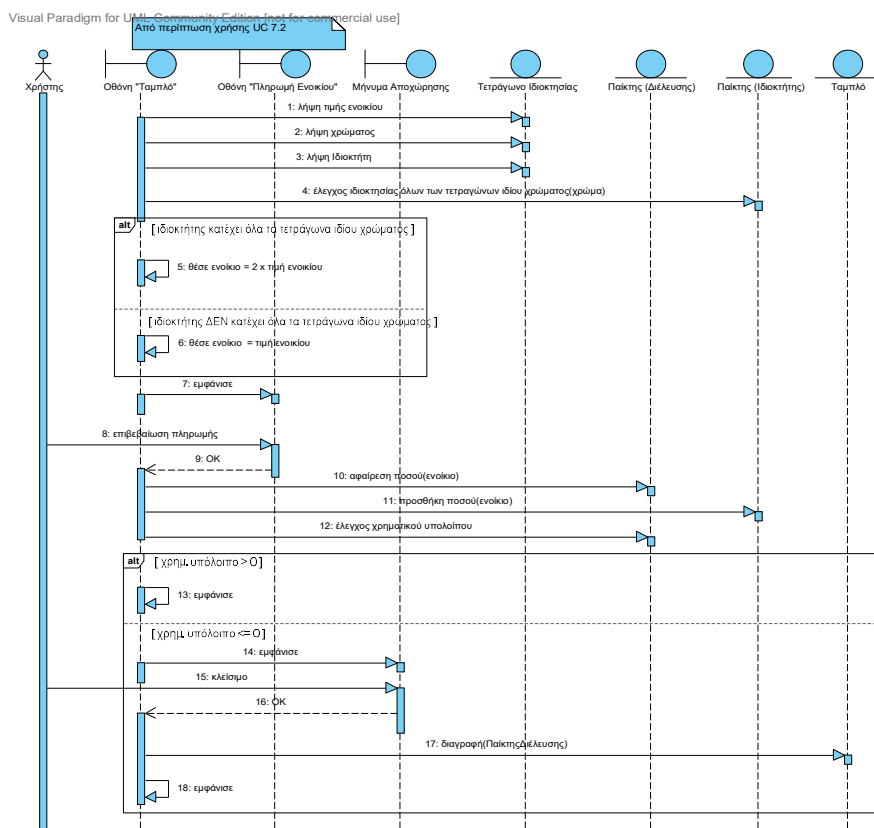 Visual Paradigm for UML Community Edition [not for commercial use]
Από περίπτωση χρήσης UC 7.2
Χρήστης
Οθόνη "Ταμπλό"
Οθόνη "Πληρωμή Ενοικίου"
Μήνυμα Αποχώρησης
Τετράγωνο Ιδιοκτησίας
Παίκτης (Διέλευσης)
Παίκτης (Ιδιοκτήτης)
Ταμπλό
1: λήψη τιμής ενοικίου
2: λήψη χρώματος
3: λήψη Ιδιοκτήτη
4: έλεγχος ιδιοκτησίας όλων των τετραγώνων ιδίου χρώματος(χρώμα)
alt
[ ιδιοκτήτης κατέχει όλα τα τετράγωνα ιδίου χρώματος ]
5: θέσε ενοίκιο = 2 x τιμή ενοικίου
[ ιδιοκτήτης ΔΕΝ κατέχει όλα τα τετράγωνα ιδίου χρώματος ]
6: θέσε ενοίκιο = τιμή ενοικίου
7: εμφάνισε
8: επιβεβαίωση πληρωμής
9: OK
10: αφαίρεση ποσού(ενοίκιο)
11: προσθήκη ποσού(ενοίκιο)
12: έλεγχος χρηματικού υπολοίπου
alt
[ χρημ. υπόλοιπο > 0 ]
13: εμφάνισε
[ χρημ. υπόλοιπο <= 0 ]
14: εμφάνισε
15: κλείσιμο
16: OK
17: διαγραφή(ΠαίκτηςΔιέλευσης)
18: εμφάνισε